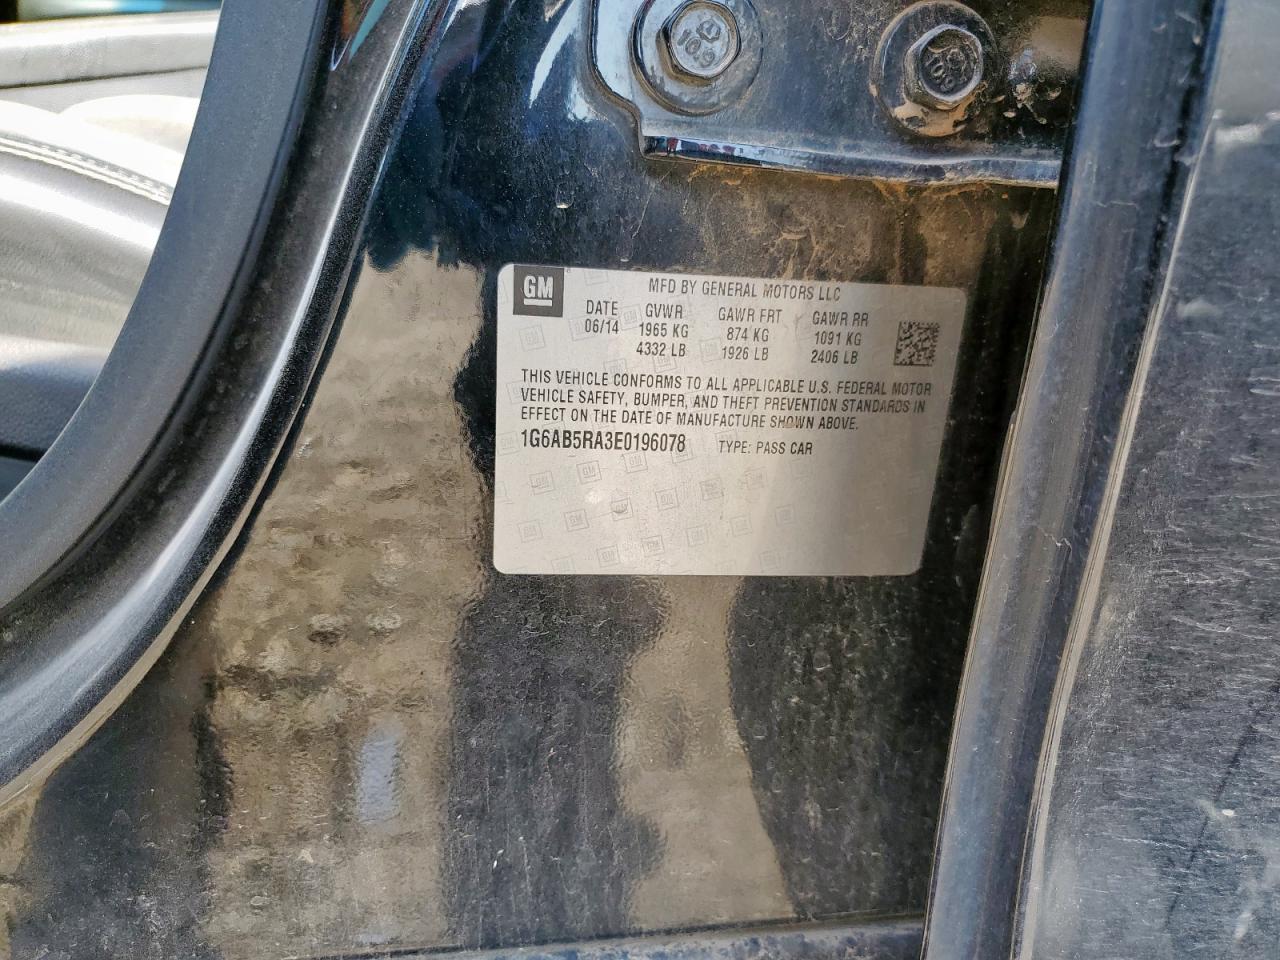 GM
MFD BY GENERAL MOTORS LLC
DATE GVWR GAWR FRT GAWR RR
06/14 1965 KG 874 KG 1091 KG
4332 LB 1926 LB 2406 LB
THIS VEHICLE CONFORMS TO ALL APPLICABLE U.S. FEDERAL MOTOR
VEHICLE SAFETY, BUMPER, AND THEFT PREVENTION STANDARDS IN
EFFECT ON THE DATE OF MANUFACTURE SHOWN ABOVE.
1G6AB5RA3E0196078 TYPE: PASS CAR